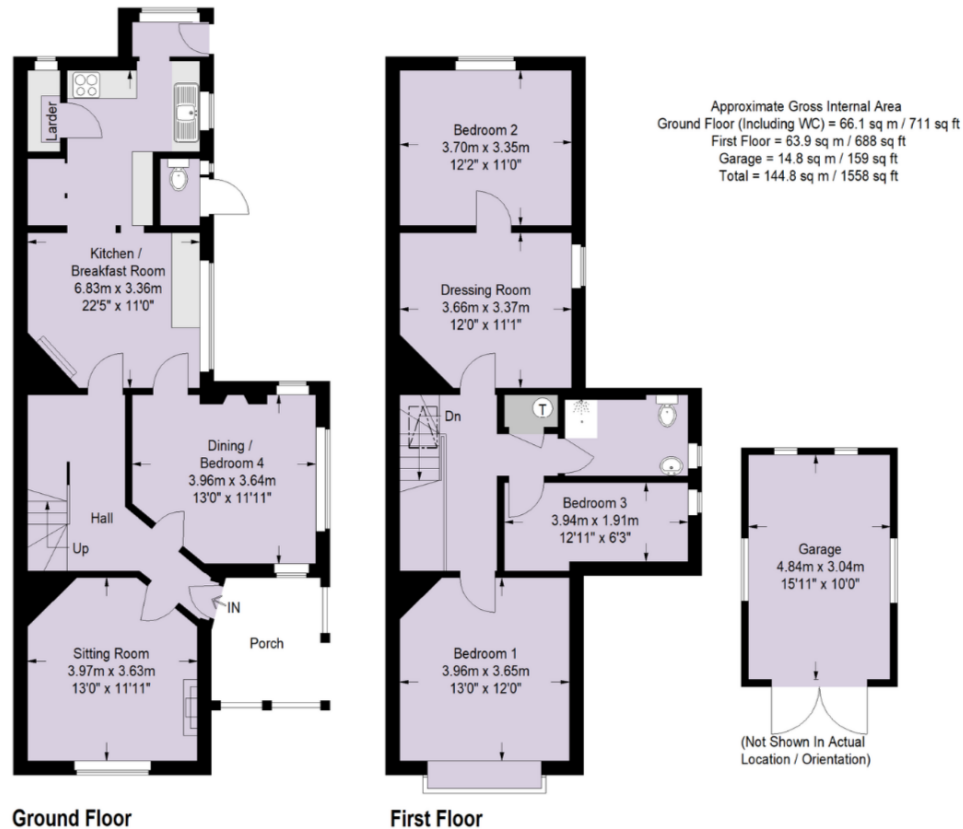 Larder
Kitchen /
Breakfast Room
6.83m x 3.36m
22'5" x 11'0"
Dining /
Bedroom 4
3.96m x 3.64m
13'0" x 11'11"
Hall
Up
IN
Porch
Sitting Room
3.97m x 3.63m
13'0" x 11'11"
Ground Floor
Bedroom 2
3.70m x 3.35m
12'2" x 11'0"
Dressing Room
3.66m x 3.37m
12'0" x 11'1"
Dn
T
Bedroom 3
3.94m x 1.91m
12'11" x 6'3"
Bedroom 1
3.96m x 3.65m
13'0" x 12'0"
First Floor
Approximate Gross Internal Area
Ground Floor (Including WC) = 66.1 sq m / 711 sq ft
First Floor = 63.9 sq m / 688 sq ft
Garage = 14.8 sq m / 159 sq ft
Total = 144.8 sq m / 1558 sq ft
Garage
4.84m x 3.04m
15'11" x 10'0"
(Not Shown In Actual
Location / Orientation)